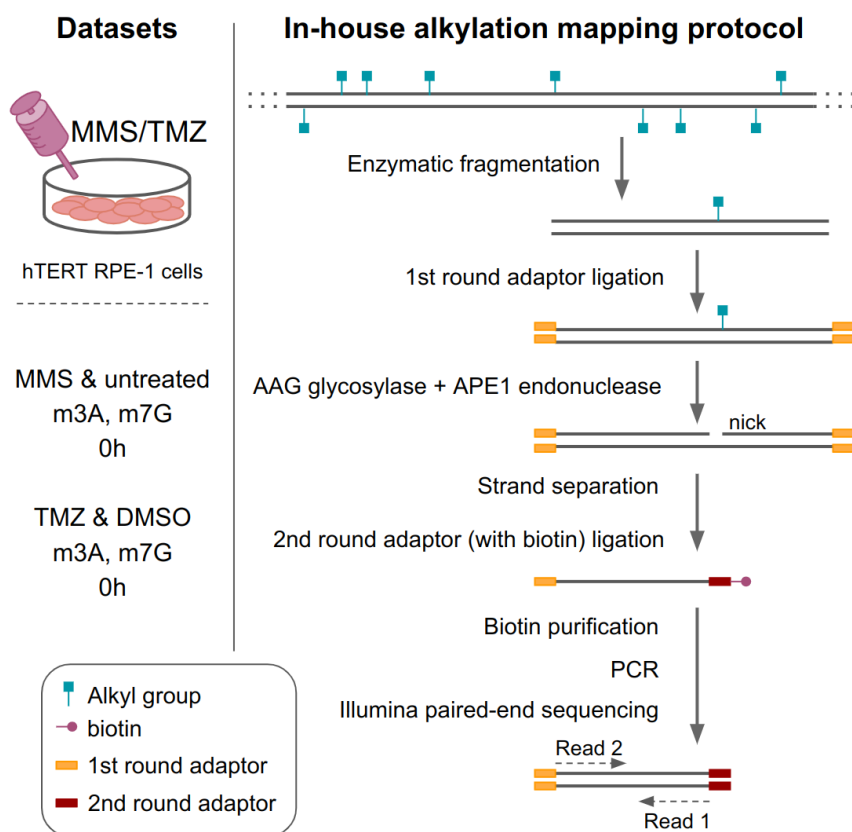 Datasets
MMS/TMZ
hTERT RPE-1 cells
MMS & untreated
m3A, m7G
0h
TMZ & DMSO
m3A, m7G
0h
Alkyl group
biotin
1st round adaptor
2nd round adaptor
In-house alkylation mapping protocol
Enzymatic fragmentation
1st round adaptor ligation
AAG glycosylase + APE1 endonuclease
nick
Strand separation
2nd round adaptor (with biotin) ligation
Biotin purification
PCR
Illumina paired-end sequencing
Read 2
Read 1